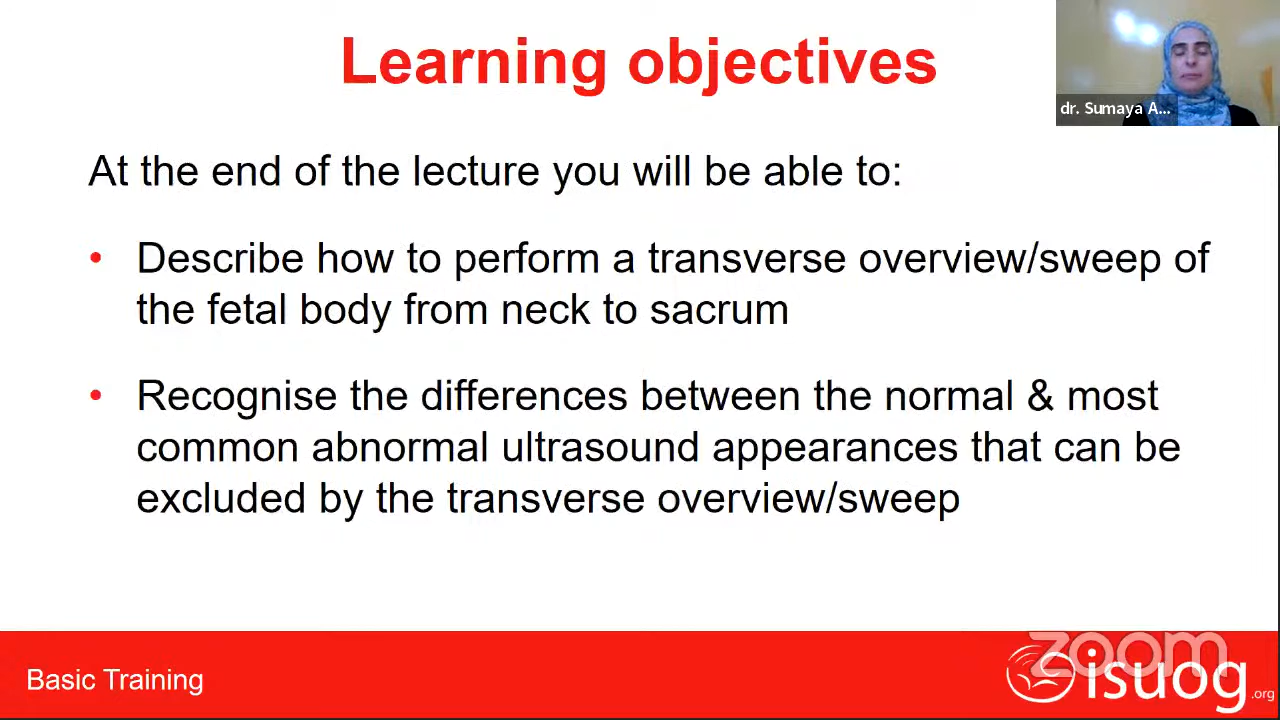 Learning objectives
dr. Sumaya A...
At the end of the lecture you will be able to:
• Describe how to perform a transverse overview/sweep of
the fetal body from neck to sacrum
• Recognise the differences between the normal & most
common abnormal ultrasound appearances that can be
excluded by the transverse overview/sweep
zoom
Basic Training
isuog.org